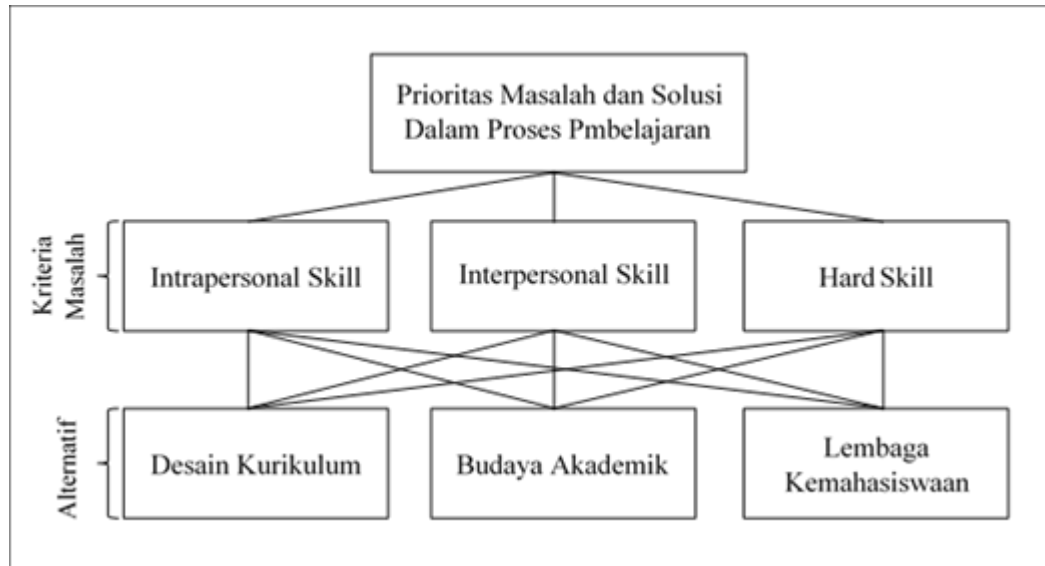 Prioritas Masalah dan Solusi
Dalam Proses Pmbelajaran
Kriteria
Masalah
Intrapersonal Skill
Interpersonal Skill
Hard Skill
Alternatif
Desain Kurikulum
Budaya Akademik
Lembaga
Kemahasiswaan